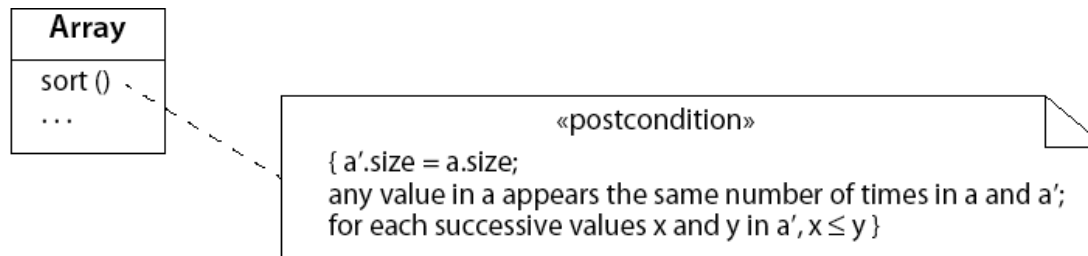 Array
sort ()
. . .
«postcondition»
{ a′.size = a.size;
any value in a appears the same number of times in a and a′;
for each successive values x and y in a′, x ≤ y }